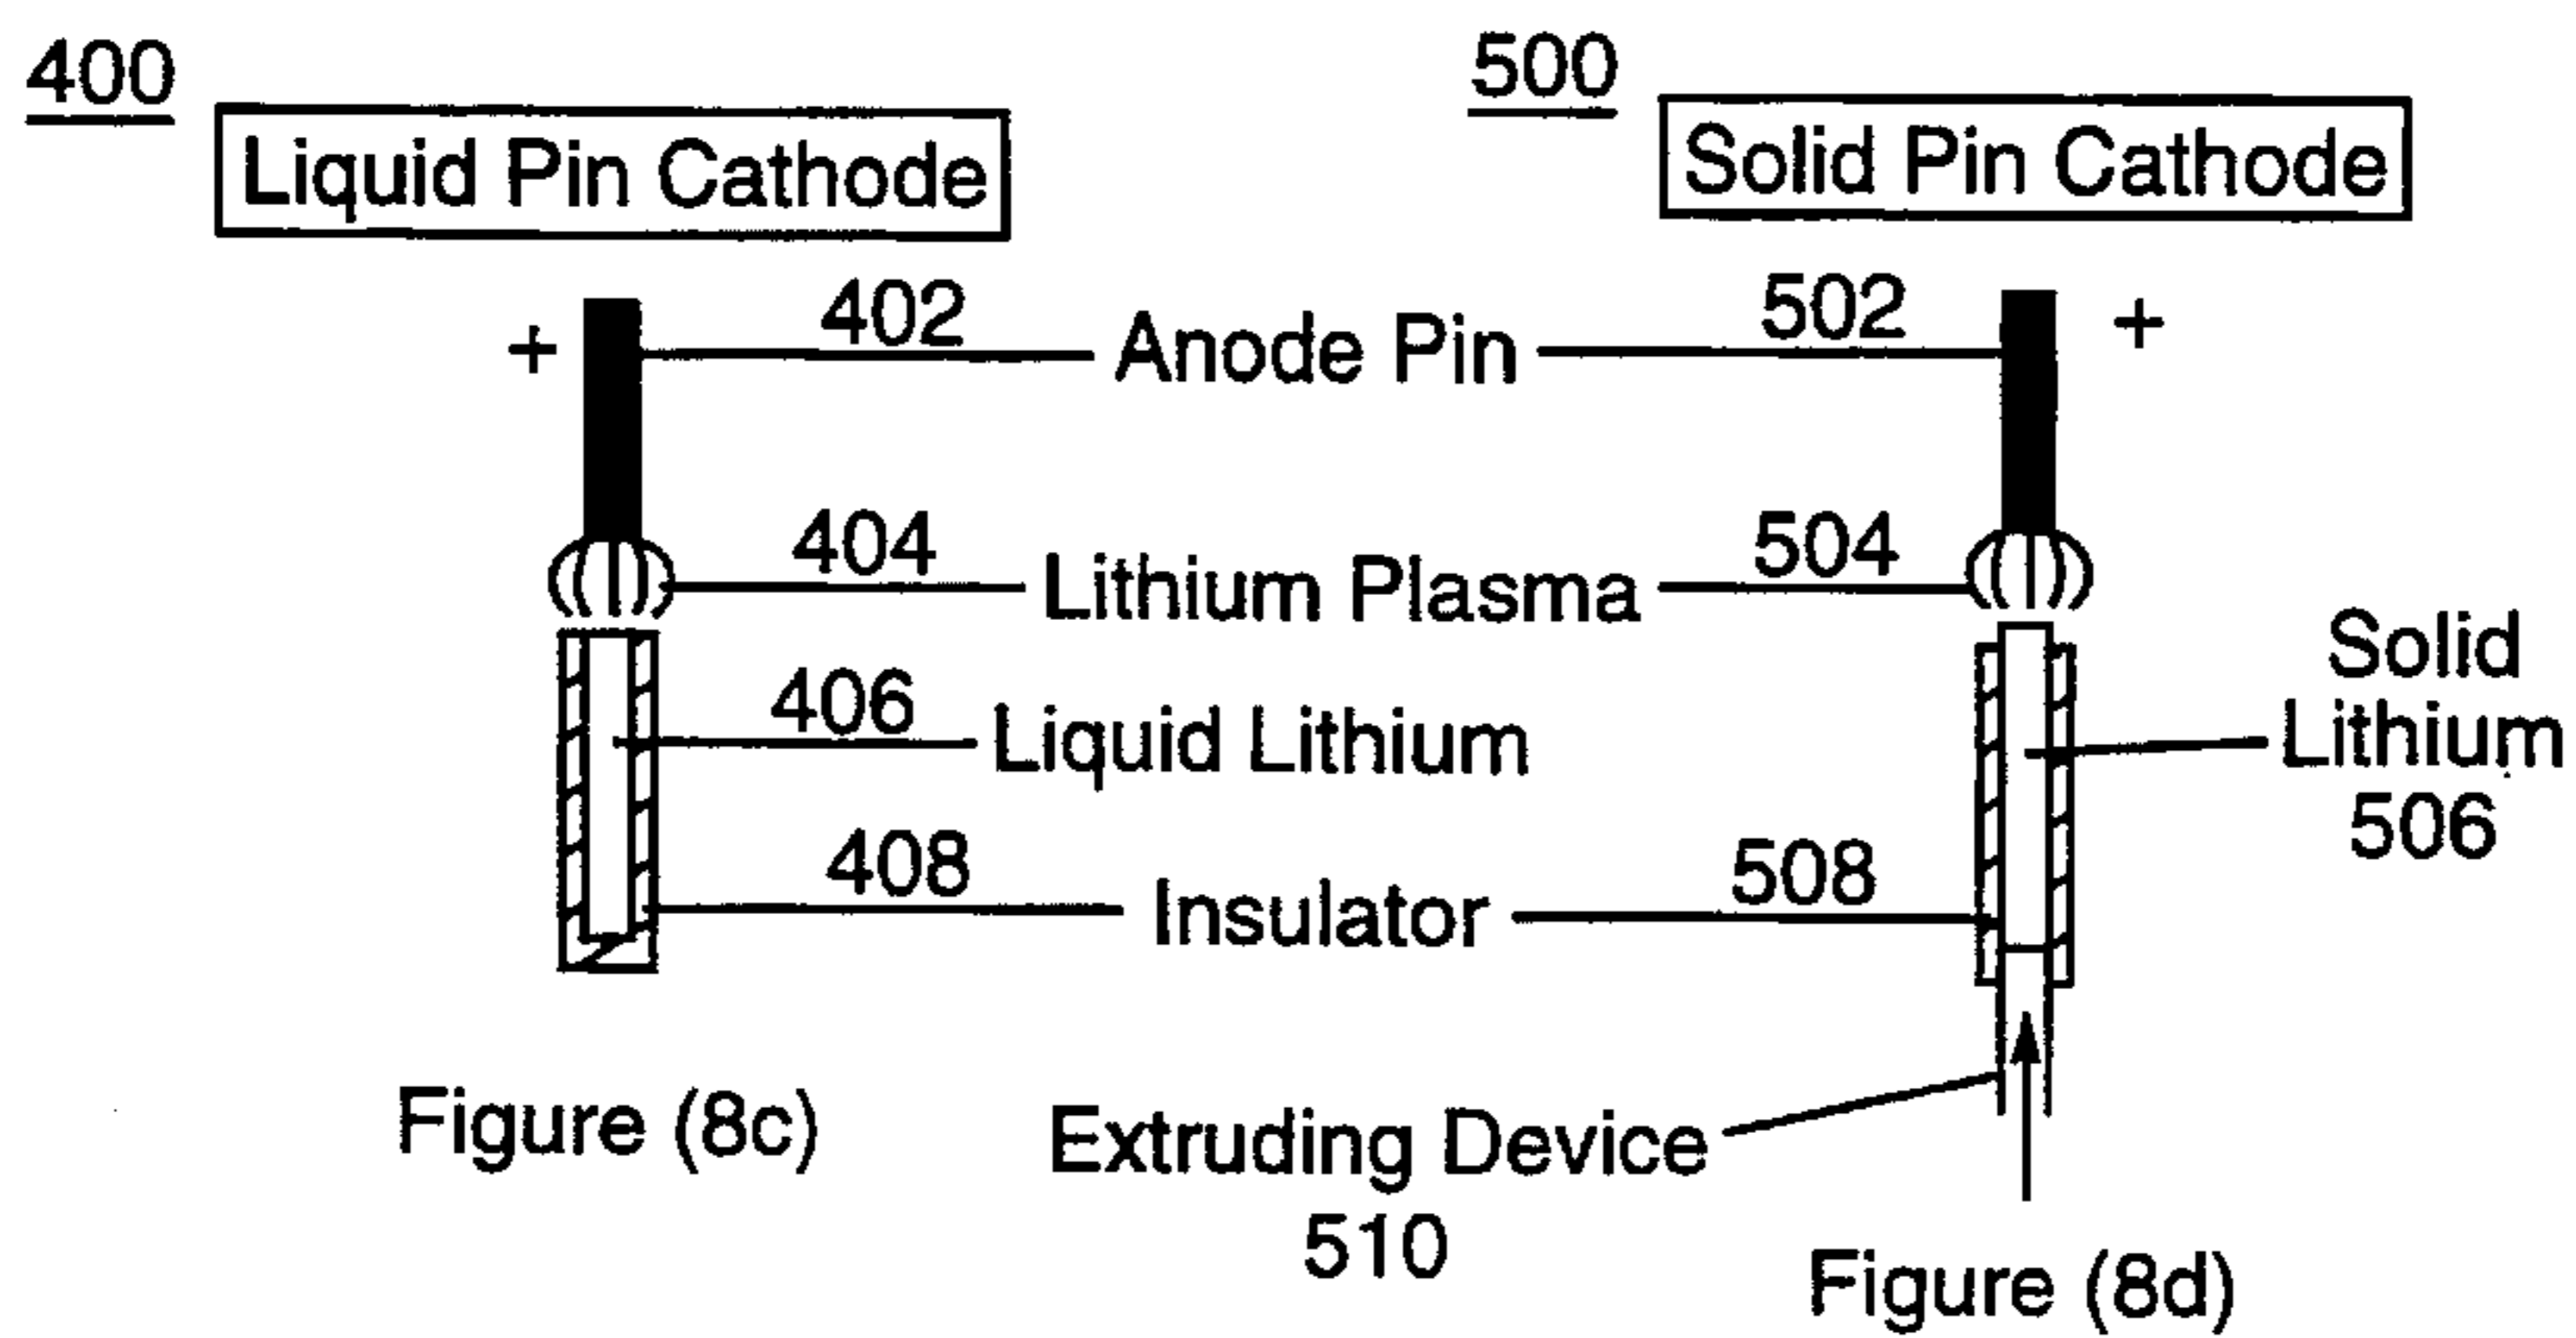 400
500
Liquid Pin Cathode
Solid Pin Cathode
+
402
Anode Pin
502
+
404
Lithium Plasma
504
406
Liquid Lithium
Solid
Lithium
506
408
Insulator
508
Extruding Device
510
Figure (8c)
Figure (8d)